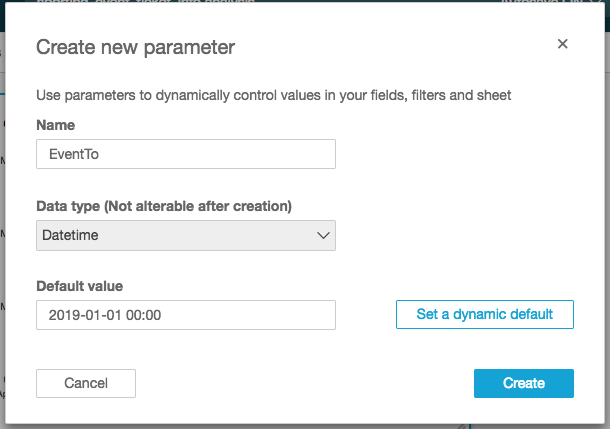 Create new parameter
Use parameters to dynamically control values in your fields, filters and sheet
Name
EventTo
Data type (Not alterable after creation)
Datetime
Default value
2019-01-01 00:00
Set a dynamic default
Cancel
Create